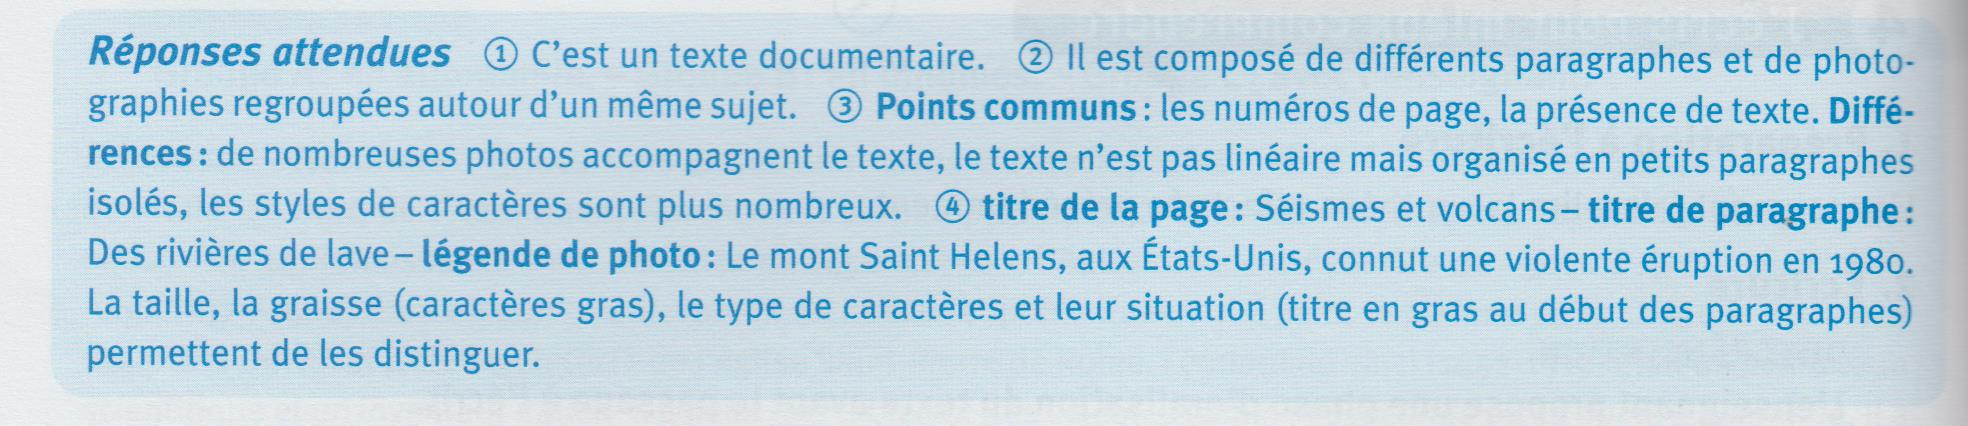 Réponses attendues ① C'est un texte documentaire. ② Il est composé de différents paragraphes et de photo-
graphies regroupées autour d'un même sujet. ③ Points communs : les numéros de page, la présence de texte. Diffé-
rences : de nombreuses photos accompagnent le texte, le texte n'est pas linéaire mais organisé en petits paragraphes
isolés, les styles de caractères sont plus nombreux. ④ titre de la page : Séismes et volcans – titre de paragraphe :
Des rivières de lave – légende de photo : Le mont Saint Helens, aux États-Unis, connut une violente éruption en 1980.
La taille, la graisse (caractères gras), le type de caractères et leur situation (titre en gras au début des paragraphes)
permettent de les distinguer.